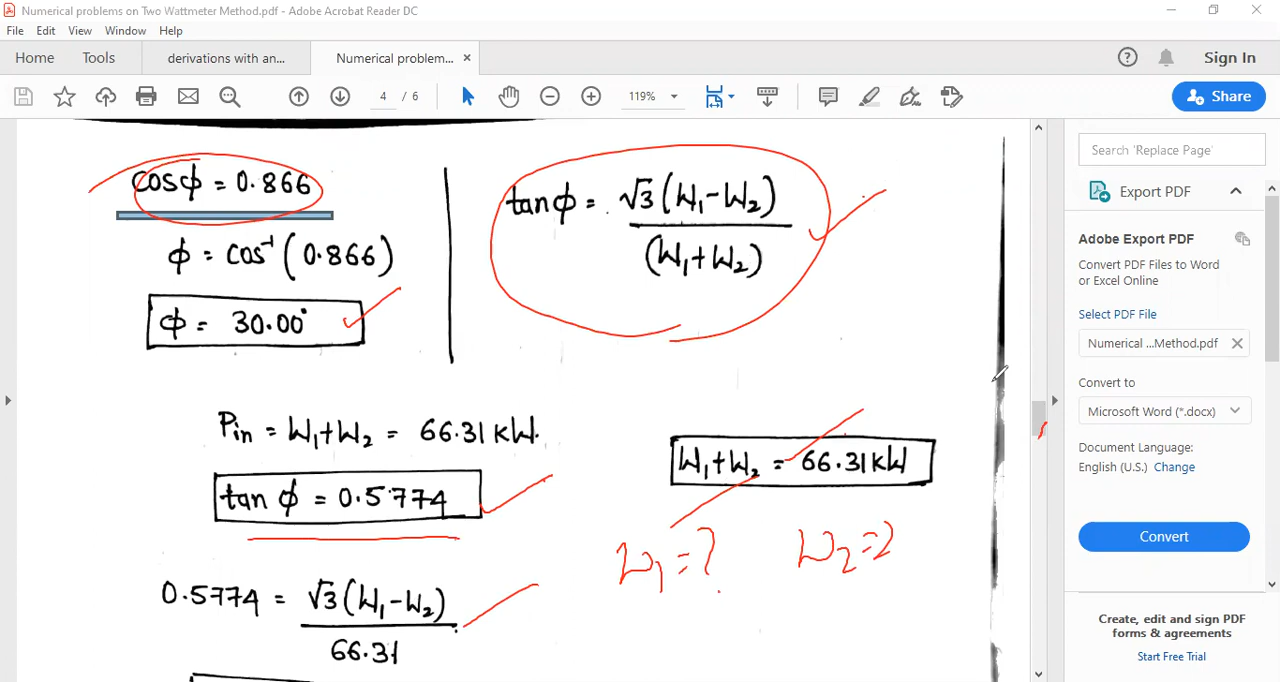 Numerical problems on Two Wattmeter Method.pdf - Adobe Acrobat Reader DC
File Edit View Window Help
Home Tools derivations with an... Numerical problem... × Sign In
4 / 6 119% Share
cosϕ = 0.866
ϕ = cos⁻¹(0.866)
ϕ = 30.00°
tanϕ = √3(W₁-W₂)
(W₁+W₂)
Pin = W₁+W₂ = 66.31 kW.
tan ϕ = 0.5774
W₁+W₂ = 66.31 kW
W₁=? W₂=?
0.5774 = √3(W₁-W₂)
66.31
Search 'Replace Page'
Export PDF
Adobe Export PDF
Convert PDF Files to Word
or Excel Online
Select PDF File
Numerical ...Method.pdf
Convert to
Microsoft Word (*.docx)
Document Language:
English (U.S.) Change
Convert
Create, edit and sign PDF
forms & agreements
Start Free Trial